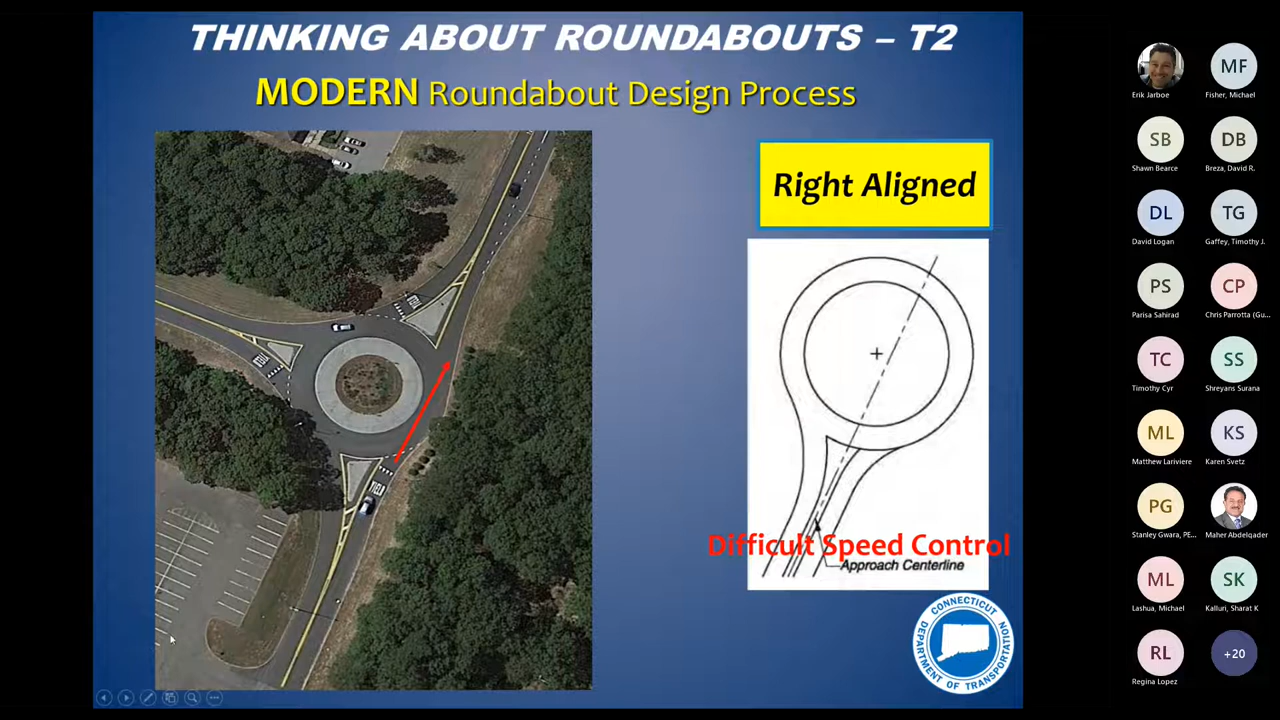 THINKING ABOUT ROUNDABOUTS – T2
MODERN Roundabout Design Process
Right Aligned
YIELD
YIELD
YIELD
Difficult Speed Control
Approach Centerline
CONNECTICUT
DEPARTMENT OF TRANSPORTATION
Erik Jarboe
MF
Fisher, Michael
SB
Shawn Bearce
DB
Breza, David R.
DL
David Logan
TG
Gaffey, Timothy J.
PS
Parisa Sahirad
CP
Chris Parrotta (Gu...
TC
Timothy Cyr
SS
Shreyans Surana
ML
Matthew Lariviere
KS
Karen Svetz
PG
Stanley Gwara, PE...
Maher Abdelqader
ML
Lashua, Michael
SK
Kalluri, Sharat K
RL
Regina Lopez
+20